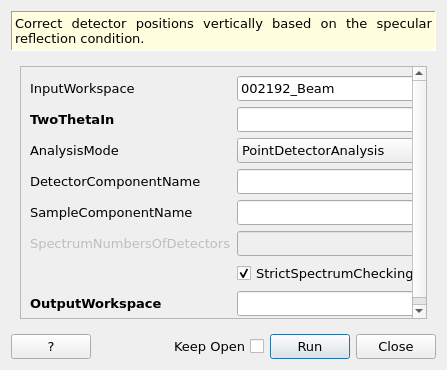 Correct detector positions vertically based on the specular
reflection condition.
InputWorkspace 002192_Beam
TwoThetaIn
AnalysisMode PointDetectorAnalysis
DetectorComponentName
SampleComponentName
SpectrumNumbersOfDetectors
StrictSpectrumChecking
OutputWorkspace
? Keep Open Run Close